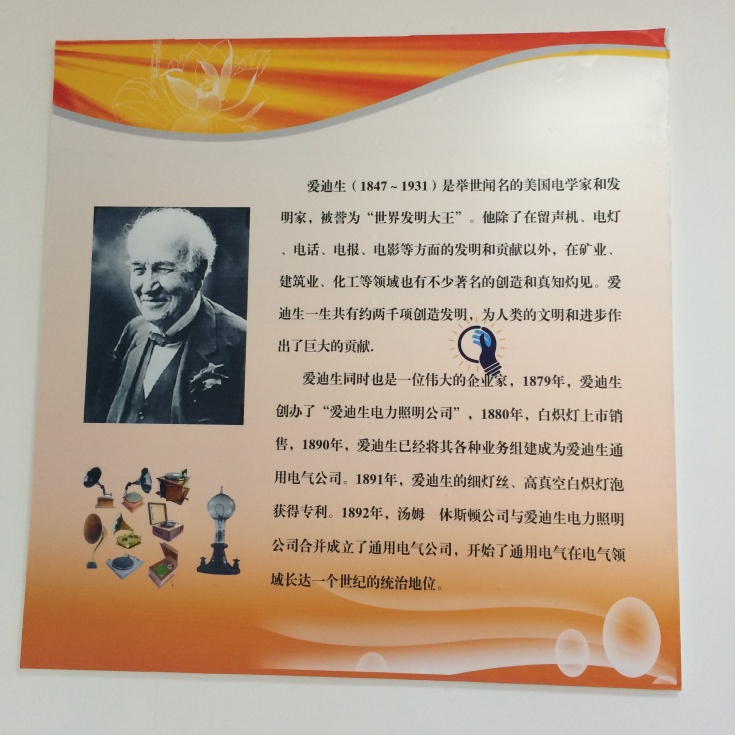 爱迪生（1847～1931）是举世闻名的美国电学家和发
明家，被誉为“世界发明大王”。他除了在留声机、电灯
、电话、电报、电影等方面的发明和贡献以外，在矿业、
建筑业、化工等领域也有不少著名的创造和真知灼见。爱
迪生一生共有约两千项创造发明，为人类的文明和进步作
出了巨大的贡献.
爱迪生同时也是一位伟大的企业家，1879年，爱迪生
创办了“爱迪生电力照明公司”，1880年，白炽灯上市销
售，1890年，爱迪生已经将其各种业务组建成为爱迪生通
用电气公司。1891年，爱迪生的细灯丝、高真空白炽灯泡
获得专利。1892年，汤姆　休斯顿公司与爱迪生电力照明
公司合并成立了通用电气公司，开始了通用电气在电气领
域长达一个世纪的统治地位。